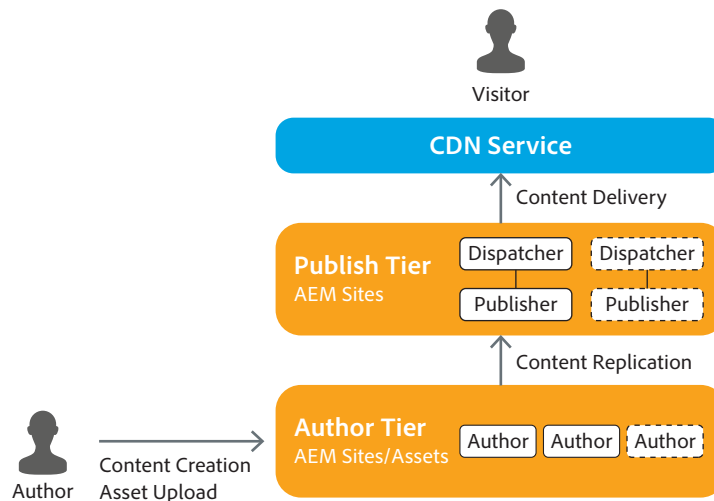 Visitor
CDN Service
Content Delivery
Publish Tier
AEM Sites
Dispatcher
Dispatcher
Publisher
Publisher
Content Replication
Author Tier
AEM Sites/Assets
Author
Author
Author
Content Creation
Asset Upload
Author